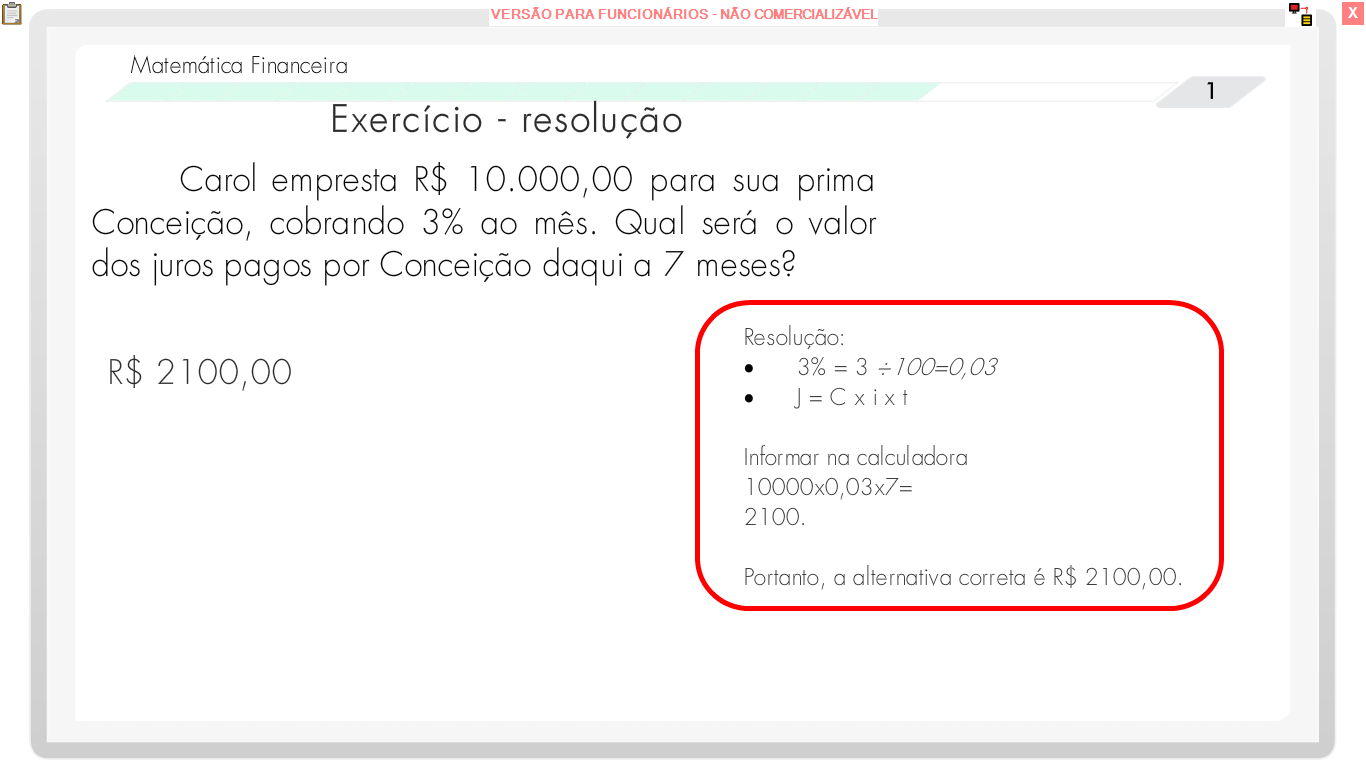 VERSÃO PARA FUNCIONÁRIOS - NÃO COMERCIALIZÁVEL
X
Matemática Financeira
1
Exercício - resolução
Carol empresta R$ 10.000,00 para sua prima
Conceição, cobrando 3% ao mês. Qual será o valor
dos juros pagos por Conceição daqui a 7 meses?
R$ 2100,00
Resolução:
• 3% = 3 ÷100=0,03
• J = C x i x t
Informar na calculadora
10000x0,03x7=
2100.
Portanto, a alternativa correta é R$ 2100,00.